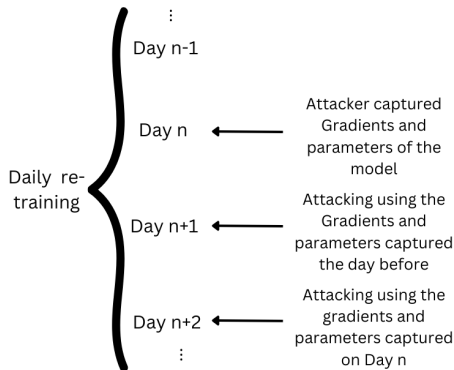 ⋮
Day n-1
Day n
Attacker captured
Gradients and
parameters of the
model
Daily re-
training
Day n+1
Attacking using the
Gradients and
parameters captured
the day before
Day n+2
Attacking using the
gradients and
parameters captured
on Day n
⋮